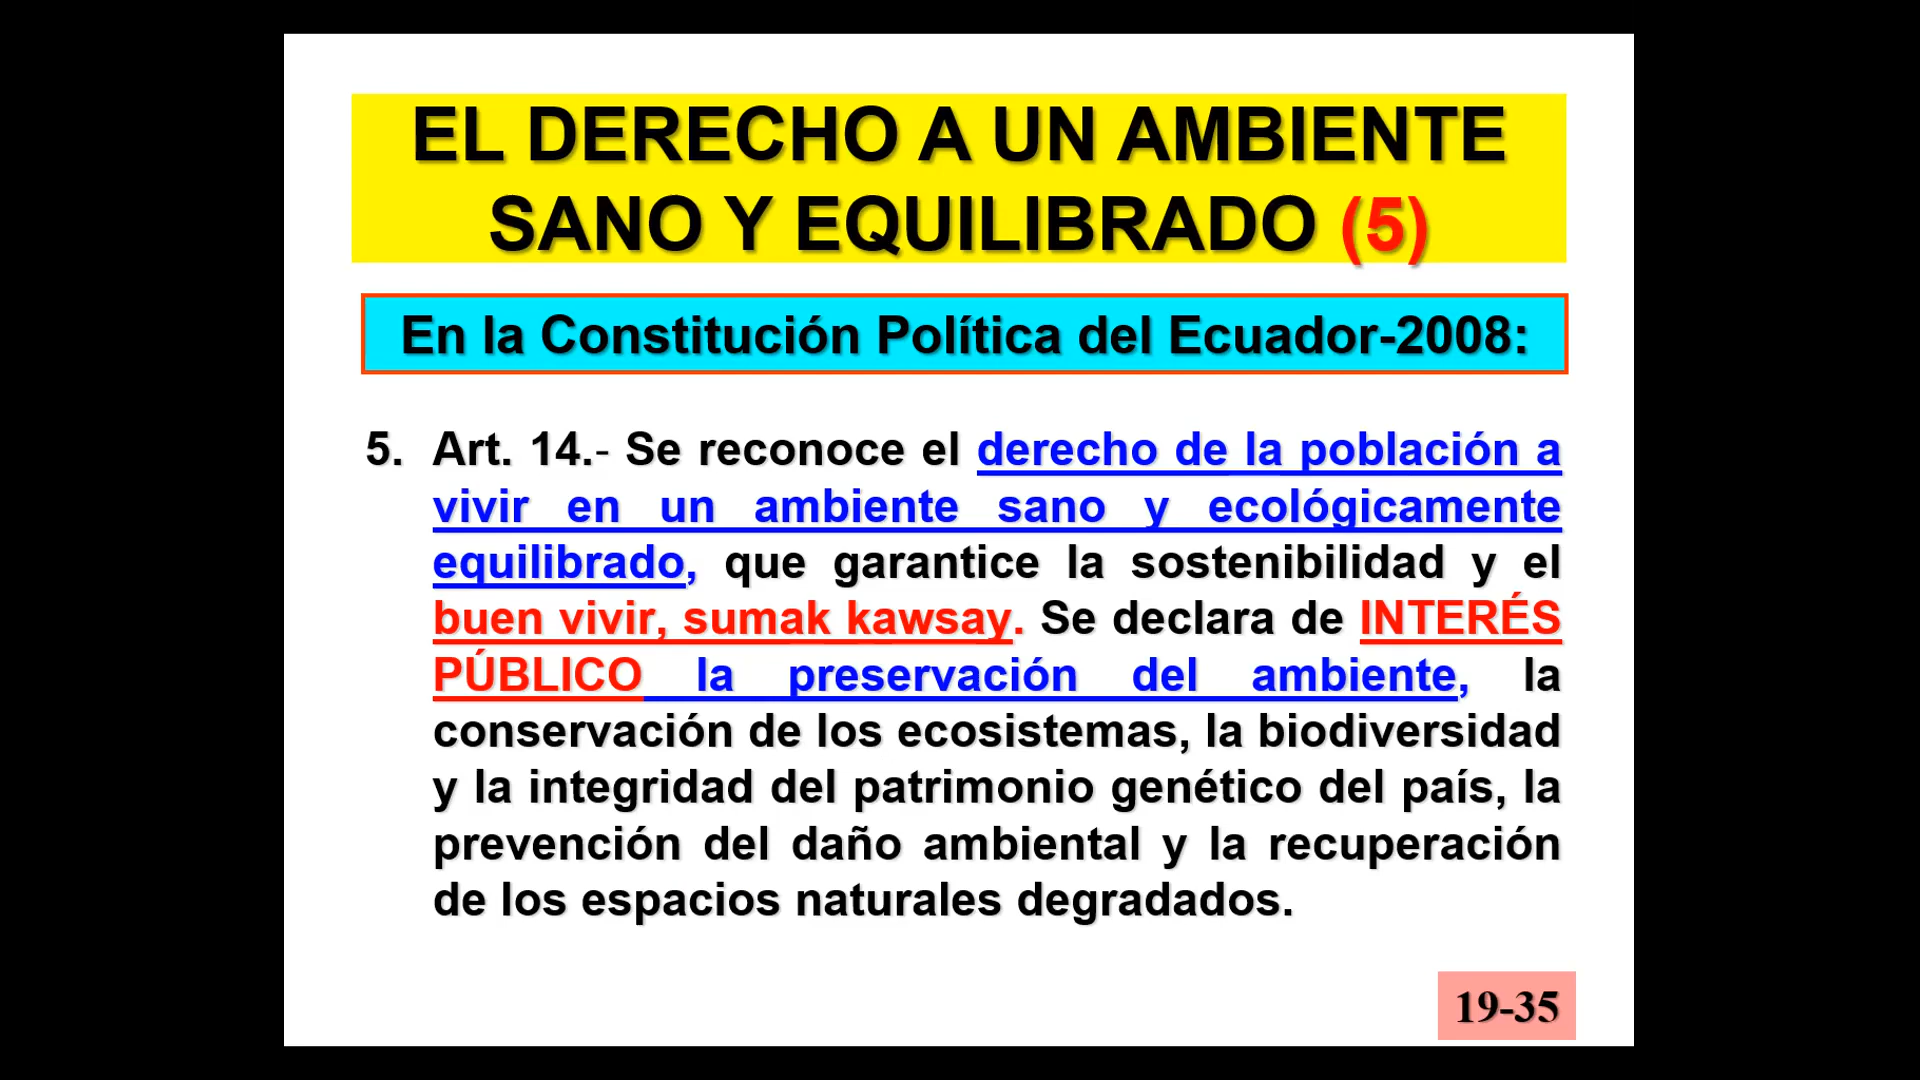 EL DERECHO A UN AMBIENTE
SANO Y EQUILIBRADO (5)
En la Constitución Política del Ecuador-2008:
5. Art. 14.- Se reconoce el derecho de la población a
vivir en un ambiente sano y ecológicamente
equilibrado, que garantice la sostenibilidad y el
buen vivir, sumak kawsay. Se declara de INTERÉS
PÚBLICO la preservación del ambiente, la
conservación de los ecosistemas, la biodiversidad
y la integridad del patrimonio genético del país, la
prevención del daño ambiental y la recuperación
de los espacios naturales degradados.
19-35